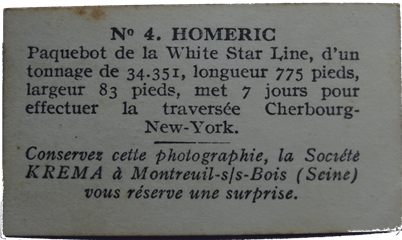 Nº 4. HOMERIC
Paquebot de la White Star Line, d'un
tonnage de 34.351, longueur 775 pieds,
largeur 83 pieds, met 7 jours pour
effectuer la traversée Cherbourg-
New-York.
Conservez cette photographie, la Société
KREMA à Montreuil-s/s-Bois (Seine)
vous réserve une surprise.